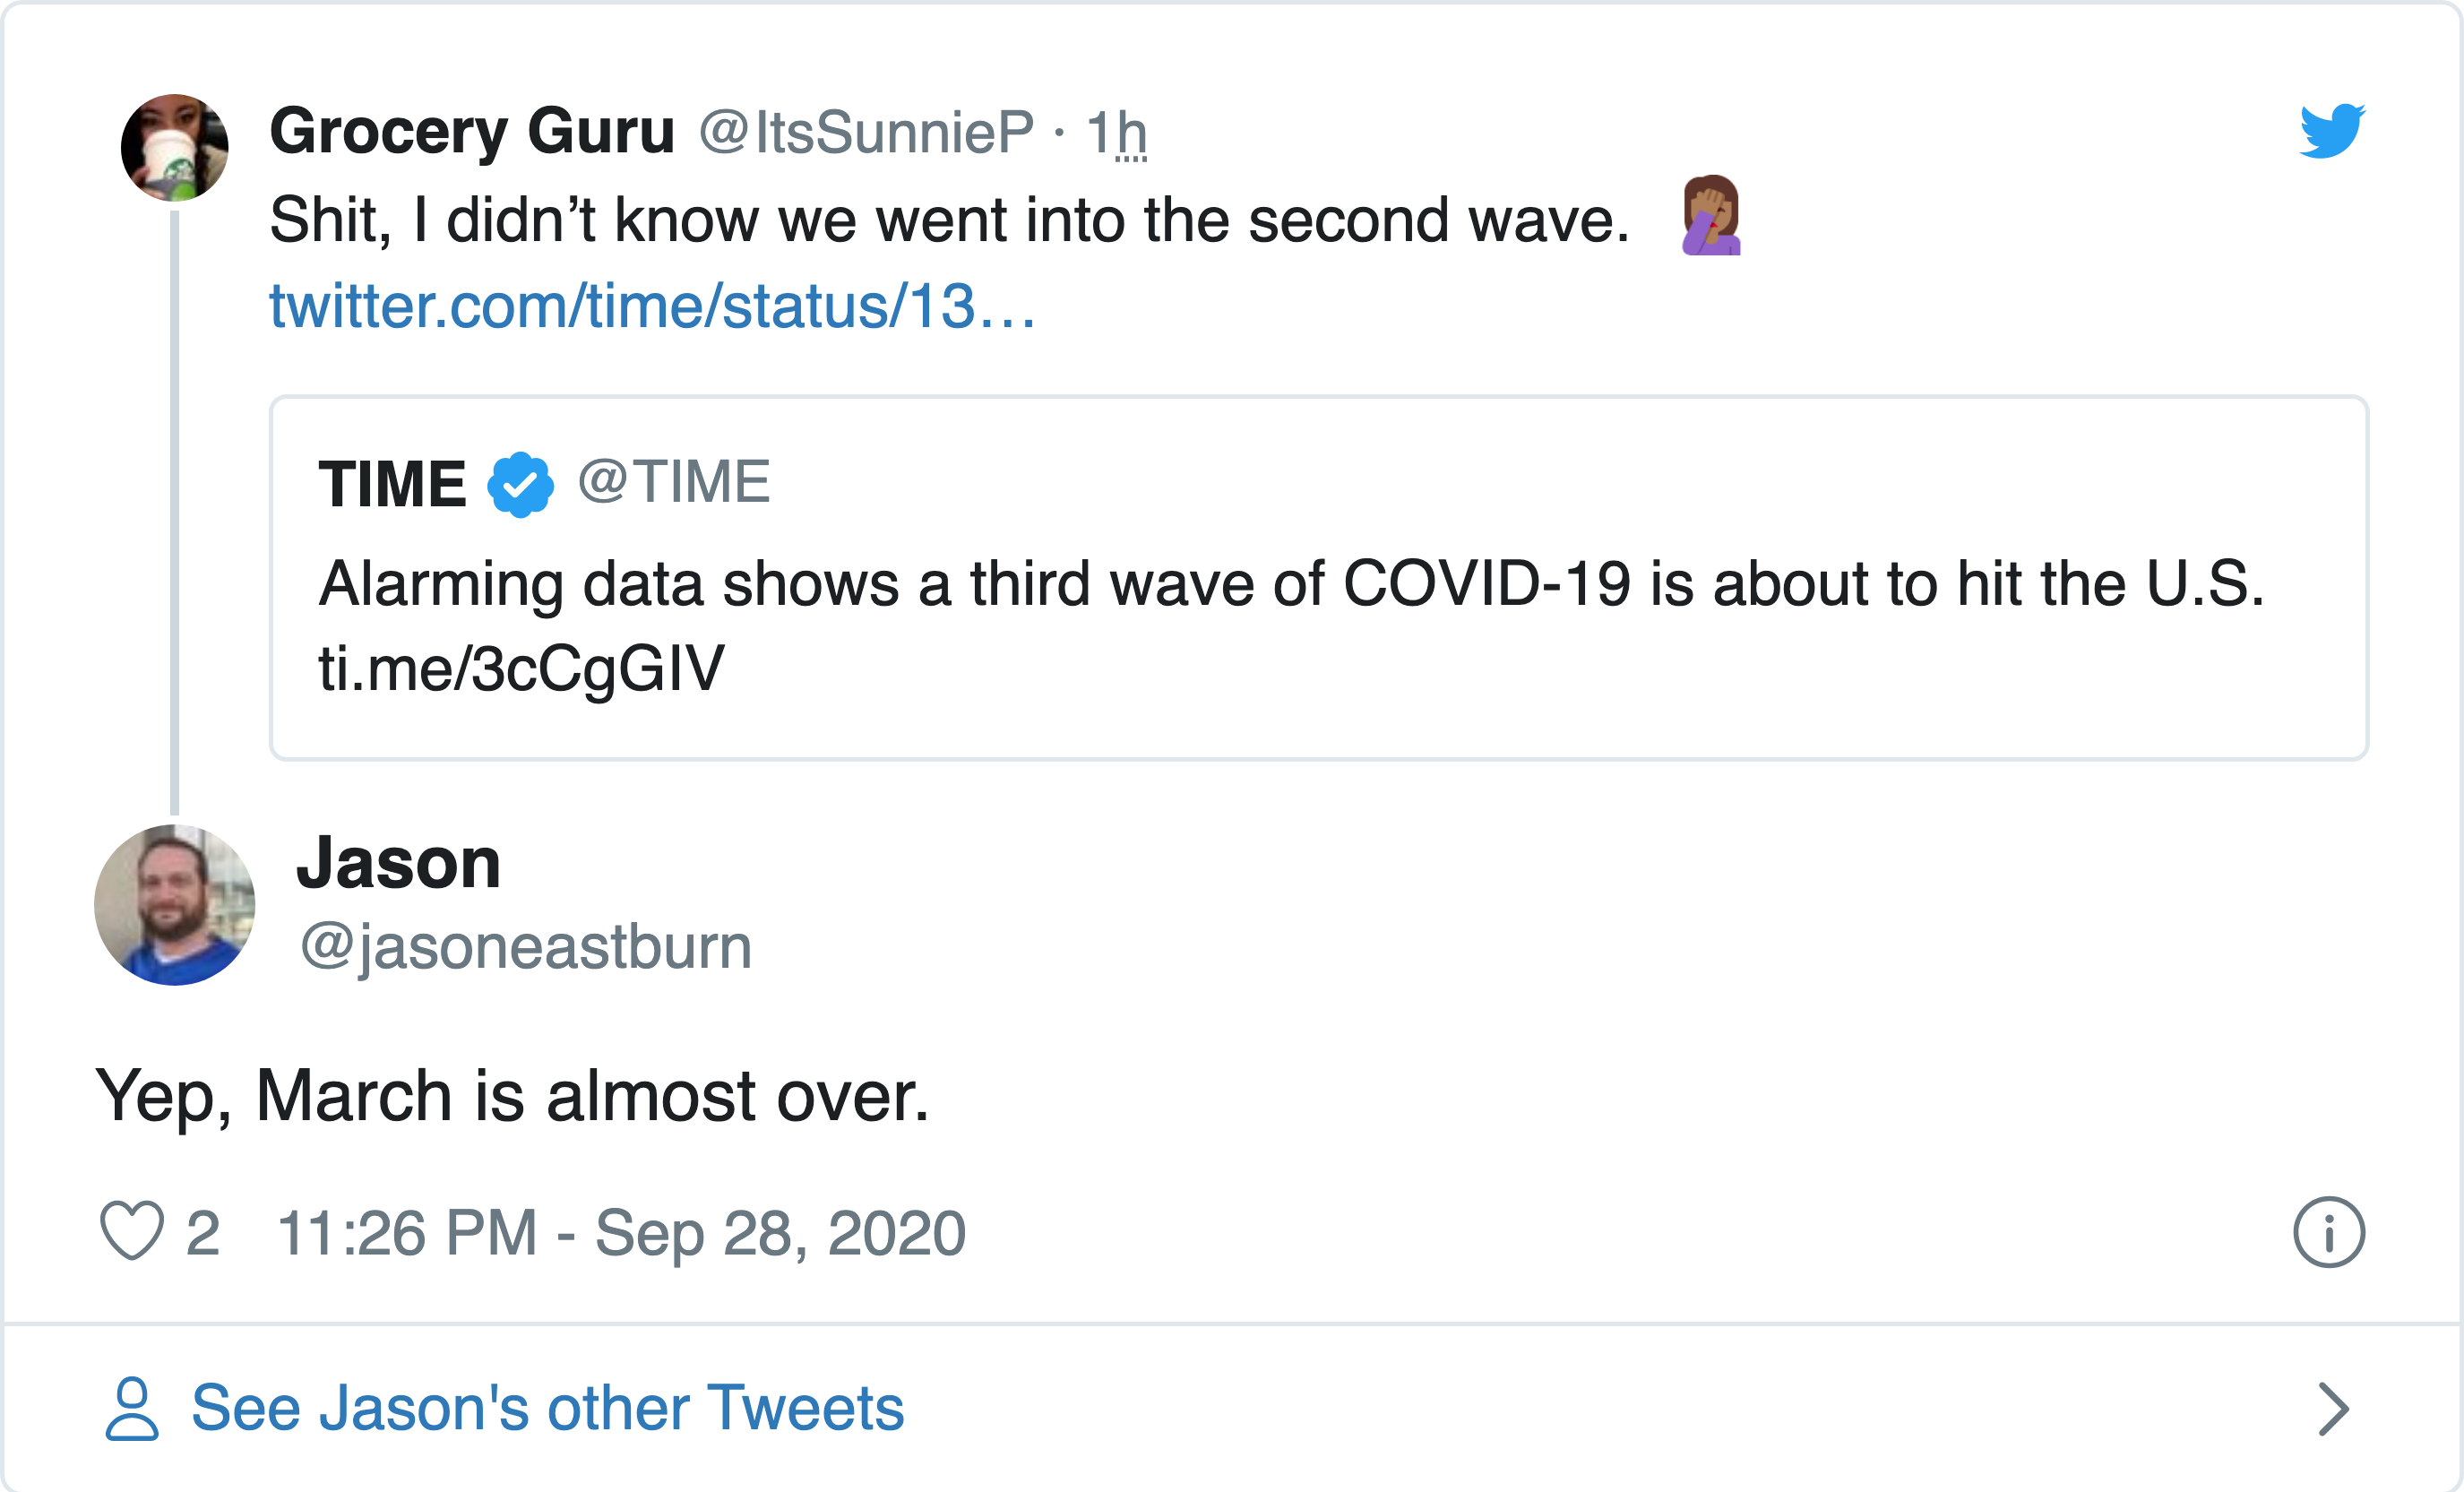 Grocery Guru @ItsSunnieP · 1h
Shit, I didn’t know we went into the second wave. 🤦🏾‍♀️
twitter.com/time/status/13…
TIME @TIME
Alarming data shows a third wave of COVID-19 is about to hit the U.S.
ti.me/3cCgGIV
Jason
@jasoneastburn
Yep, March is almost over.
2 11:26 PM - Sep 28, 2020
See Jason's other Tweets